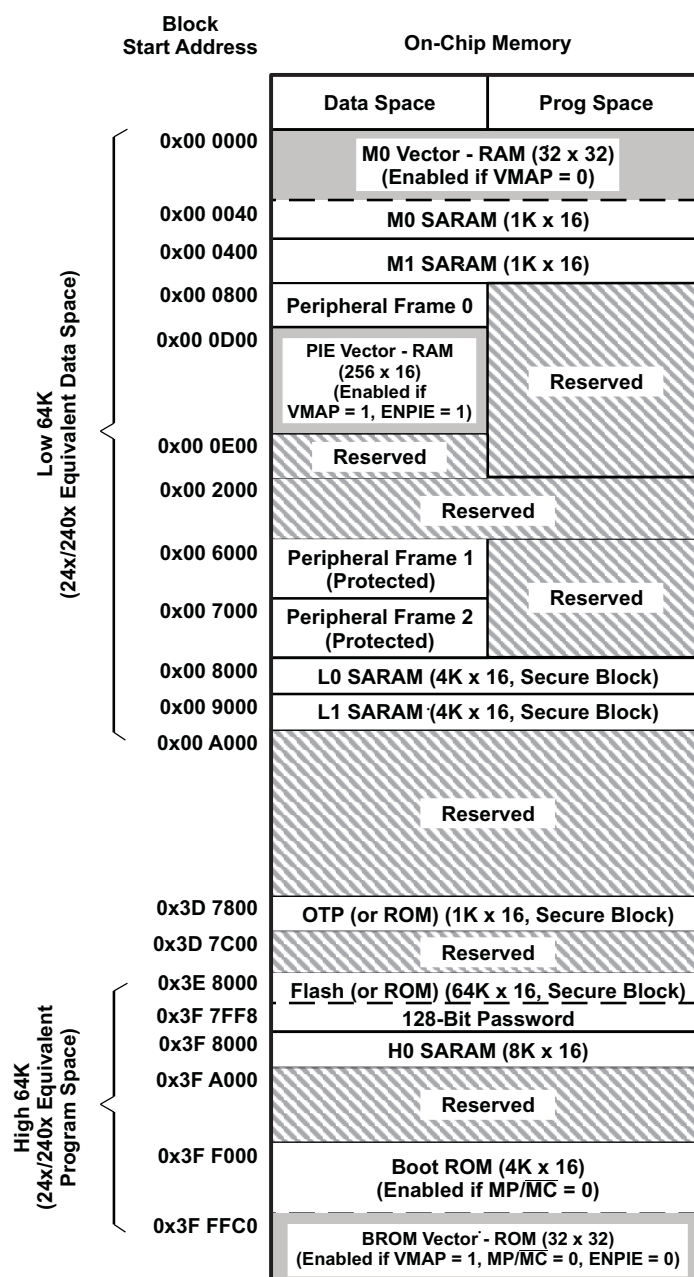 Block
Start Address
On-Chip Memory
Data Space
Prog Space
0x00 0000
M0 Vector - RAM (32 x 32)
(Enabled if VMAP = 0)
0x00 0040
M0 SARAM (1K x 16)
0x00 0400
M1 SARAM (1K x 16)
0x00 0800
Peripheral Frame 0
0x00 0D00
PIE Vector - RAM
(256 x 16)
(Enabled if
VMAP = 1, ENPIE = 1)
Reserved
0x00 0E00
Reserved
0x00 2000
Reserved
0x00 6000
Peripheral Frame 1
(Protected)
Reserved
0x00 7000
Peripheral Frame 2
(Protected)
0x00 8000
L0 SARAM (4K x 16, Secure Block)
0x00 9000
L1 SARAM (4K x 16, Secure Block)
0x00 A000
Reserved
Low 64K
(24x/240x Equivalent Data Space)
0x3D 7800
OTP (or ROM) (1K x 16, Secure Block)
0x3D 7C00
Reserved
0x3E 8000
Flash (or ROM) (64K x 16, Secure Block)
0x3F 7FF8
128-Bit Password
0x3F 8000
H0 SARAM (8K x 16)
0x3F A000
Reserved
0x3F F000
Boot ROM (4K x 16)
(Enabled if MP/M̅C̅ = 0)
0x3F FFC0
BROM Vector - ROM (32 x 32)
(Enabled if VMAP = 1, MP/M̅C̅ = 0, ENPIE = 0)
High 64K
(24x/240x Equivalent
Program Space)